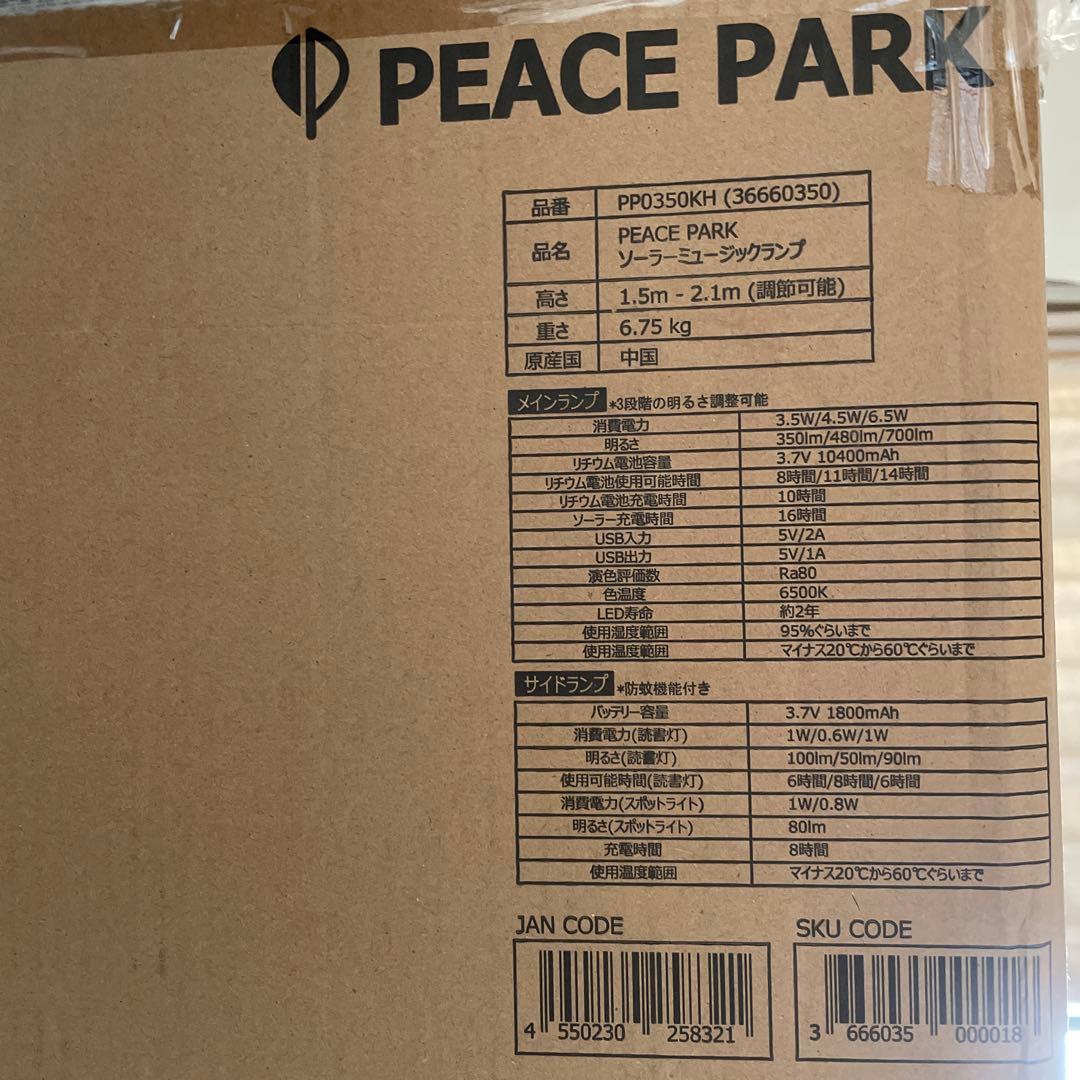 PEACE PARK
品番 PP0350KH (36660350)
品名 PEACE PARK
ソーラーミュージックランプ
高さ 1.5m - 2.1m (調節可能)
重さ 6.75 kg
原産国 中国
メインランプ *3段階の明るさ調整可能
消費電力 3.5W/4.5W/6.5W
明るさ 350lm/480lm/700lm
リチウム電池容量 3.7V 10400mAh
リチウム電池使用可能時間 8時間/11時間/14時間
リチウム電池充電時間 10時間
ソーラー充電時間 16時間
USB入力 5V/2A
USB出力 5V/1A
演色評価数 Ra80
色温度 6500K
LED寿命 約2年
使用湿度範囲 95%ぐらいまで
使用温度範囲 マイナス20℃から60℃ぐらいまで
サイドランプ *防蚊機能付き
バッテリー容量 3.7V 1800mAh
消費電力(読書灯) 1W/0.6W/1W
明るさ(読書灯) 100lm/50lm/90lm
使用可能時間(読書灯) 6時間/8時間/6時間
消費電力(スポットライト) 1W/0.8W
明るさ(スポットライト) 80lm
充電時間 8時間
使用温度範囲 マイナス20℃から60℃ぐらいまで
JAN CODE
4 550230 258321
SKU CODE
3 666035 000018